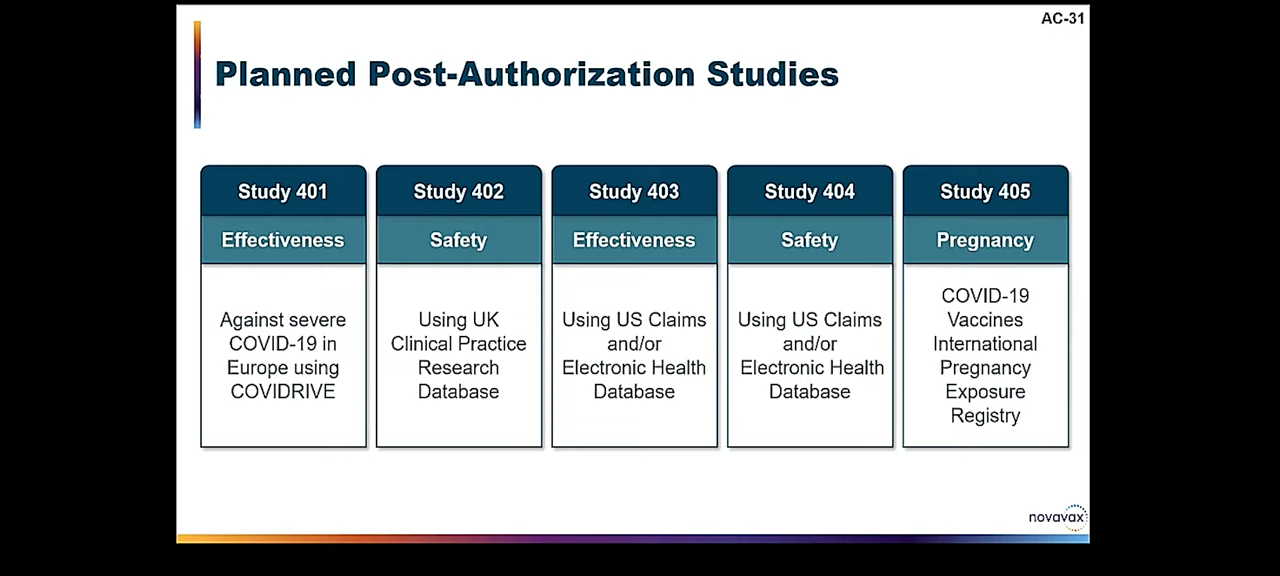 AC-31
Planned Post-Authorization Studies
Study 401
Effectiveness
Against severe
COVID-19 in
Europe using
COVIDRIVE
Study 402
Safety
Using UK
Clinical Practice
Research
Database
Study 403
Effectiveness
Using US Claims
and/or
Electronic Health
Database
Study 404
Safety
Using US Claims
and/or
Electronic Health
Database
Study 405
Pregnancy
COVID-19
Vaccines
International
Pregnancy
Exposure
Registry
novavax